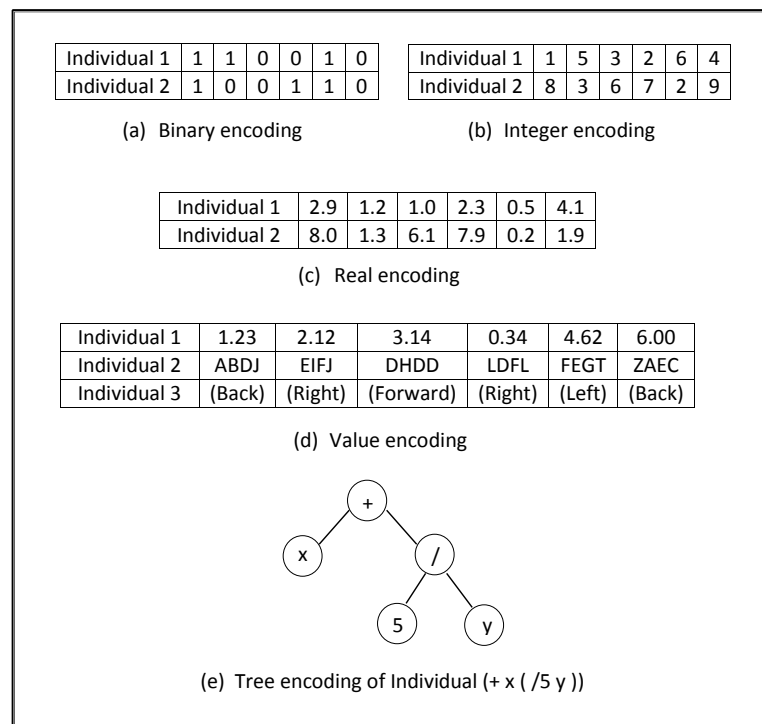 Individual 1 1 1 0 0 1 0
Individual 2 1 0 0 1 1 0
(a) Binary encoding
Individual 1 1 5 3 2 6 4
Individual 2 8 3 6 7 2 9
(b) Integer encoding
Individual 1 2.9 1.2 1.0 2.3 0.5 4.1
Individual 2 8.0 1.3 6.1 7.9 0.2 1.9
(c) Real encoding
Individual 1 1.23 2.12 3.14 0.34 4.62 6.00
Individual 2 ABDJ EIFJ DHDD LDFL FEGT ZAEC
Individual 3 (Back) (Right) (Forward) (Right) (Left) (Back)
(d) Value encoding
+
x /
5 y
(e) Tree encoding of Individual (+ x ( /5 y ))